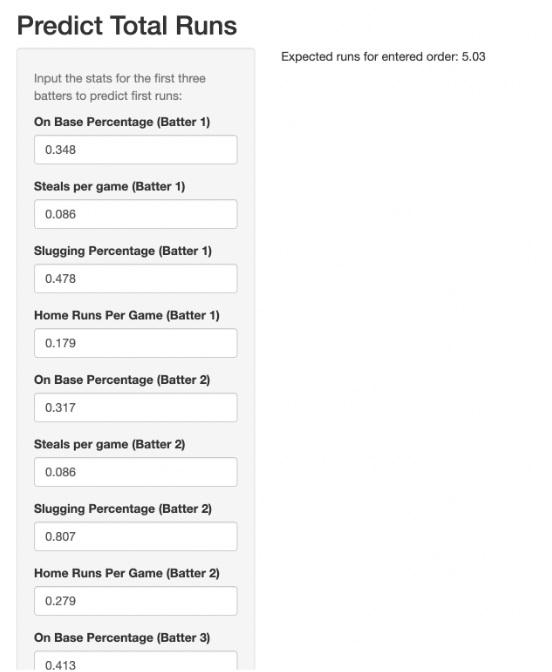 Predict Total Runs
Expected runs for entered order: 5.03
Input the stats for the first three
batters to predict first runs:
On Base Percentage (Batter 1)
0.348
Steals per game (Batter 1)
0.086
Slugging Percentage (Batter 1)
0.478
Home Runs Per Game (Batter 1)
0.179
On Base Percentage (Batter 2)
0.317
Steals per game (Batter 2)
0.086
Slugging Percentage (Batter 2)
0.807
Home Runs Per Game (Batter 2)
0.279
On Base Percentage (Batter 3)
0.413